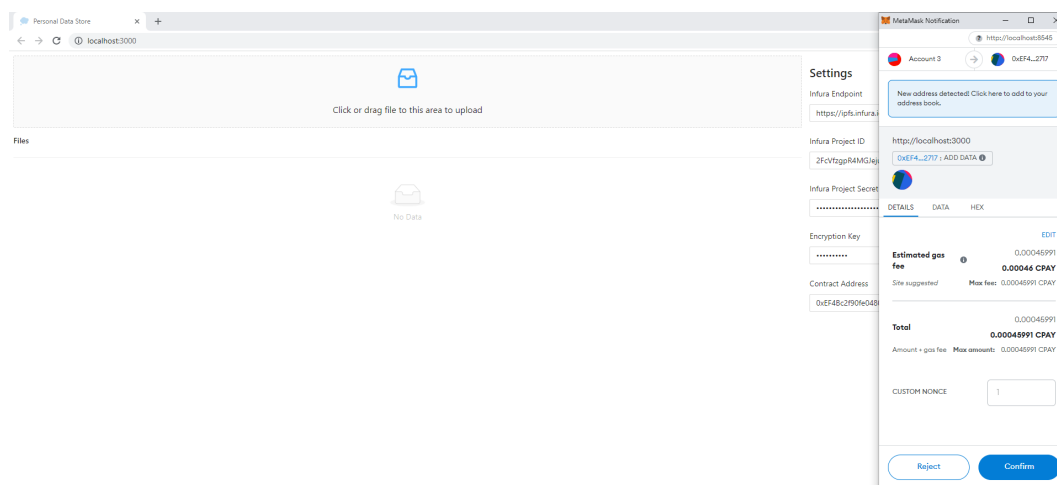 Personal Data Store
localhost:3000
Click or drag file to this area to upload
Files
No Data
Settings
Infura Endpoint
https://ipfs.infura.i
Infura Project ID
2FcVfzgpR4MGJej
Infura Project Secret
Encryption Key
Contract Address
0xEF48c2f90fe048
MetaMask Notification
http://localhost:8545
Account 3
0xEF4...2717
New address detected! Click here to add to your
address book.
http://localhost:3000
0xEF4...2717 : ADD DATA
DETAILS DATA HEX
EDIT
Estimated gas
fee
0.00045991
0.00046 CPAY
Site suggested
Max fee: 0.00045991 CPAY
0.00045991
Total
0.00045991 CPAY
Amount + gas fee Max amount: 0.00045991 CPAY
CUSTOM NONCE
1
Reject
Confirm